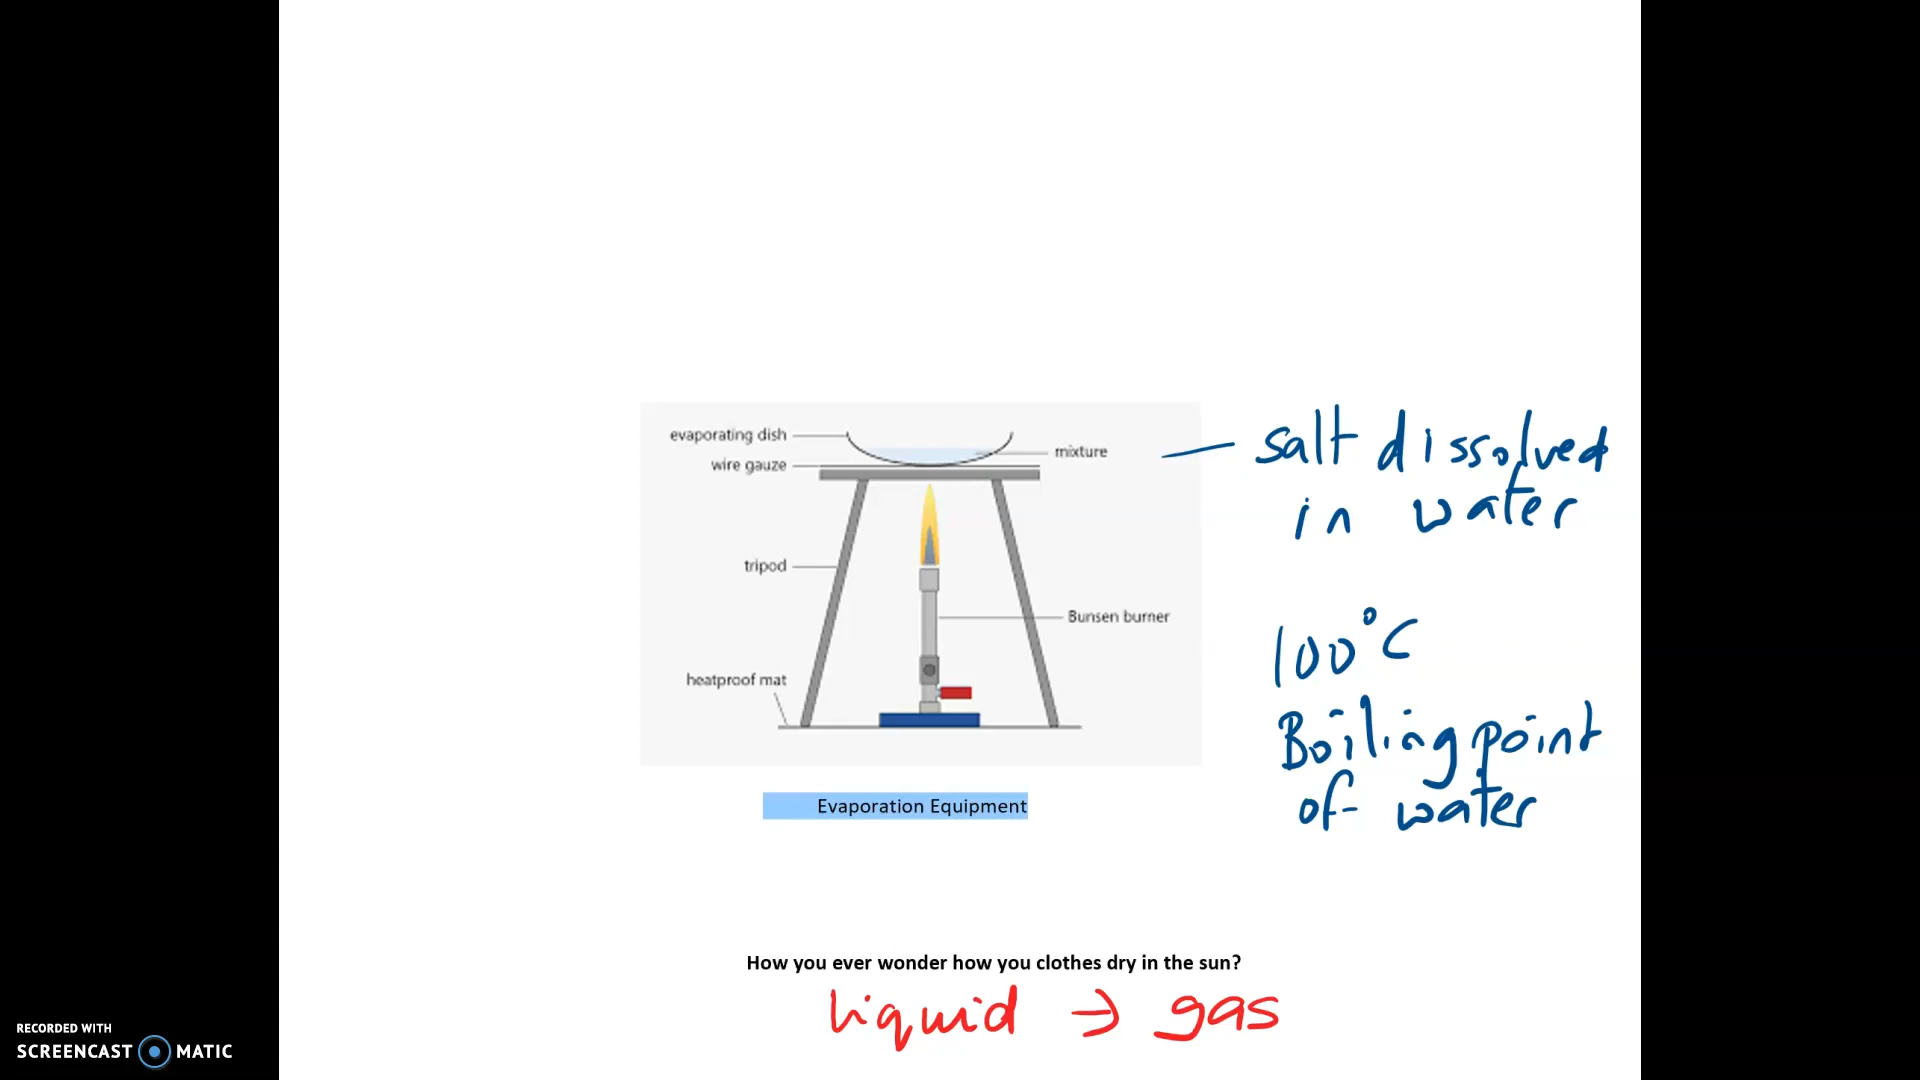 evaporating dish
mixture
wire gauze
tripod
Bunsen burner
heatproof mat
Evaporation Equipment
salt dissolved
in water
100°C
Boiling point
of water
How you ever wonder how you clothes dry in the sun?
liquid → gas
RECORDED WITH
SCREENCAST MATIC